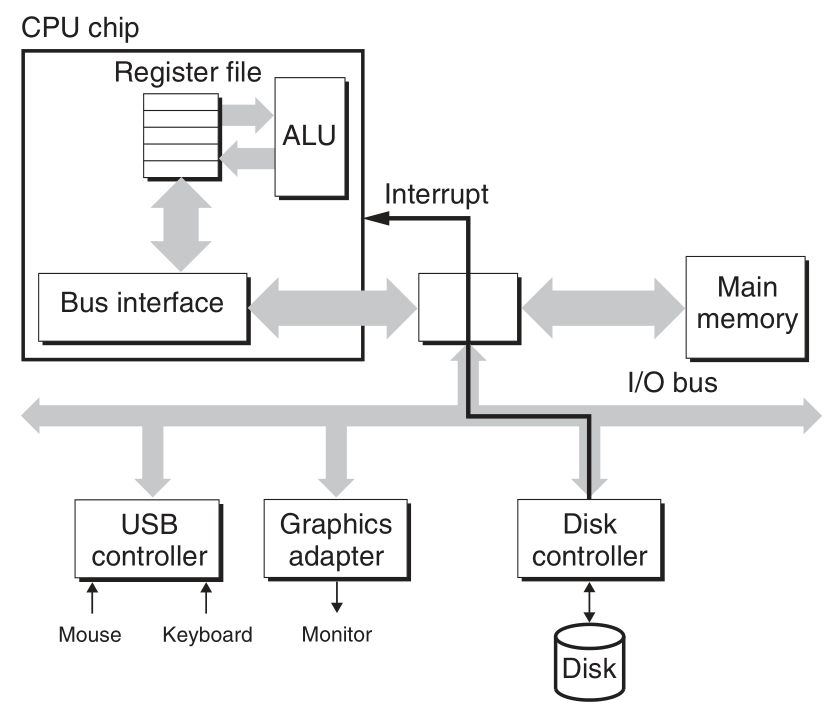 CPU chip
Register file
ALU
Interrupt
Bus interface
Main
memory
I/O bus
USB
controller
Graphics
adapter
Disk
controller
Mouse
Keyboard
Monitor
Disk